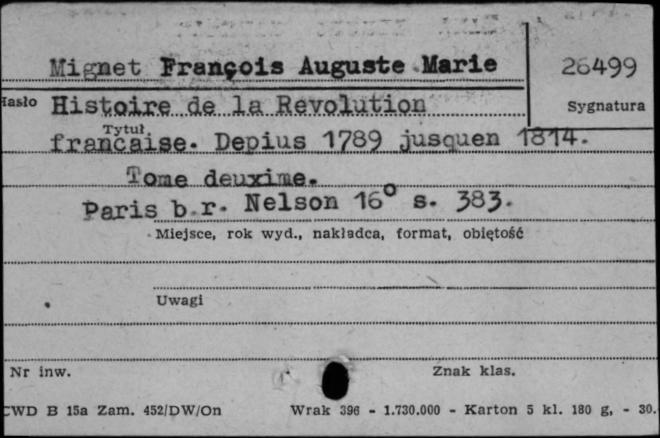 Mignet François Auguste Marie 26499
Hasło Histoire de la Revolution Sygnatura
Tytuł
francaise. Depius 1789 jusquen 1814.
Tome deuxime.
Paris b.r. Nelson 16° s. 383.
Miejsce, rok wyd., nakładca, format, objętość
Uwagi
Nr inw. Znak klas.
CWD B 15a Zam. 452/DW/On Wrak 396 - 1.730.000 - Karton 5 kl. 180 g, - 30.